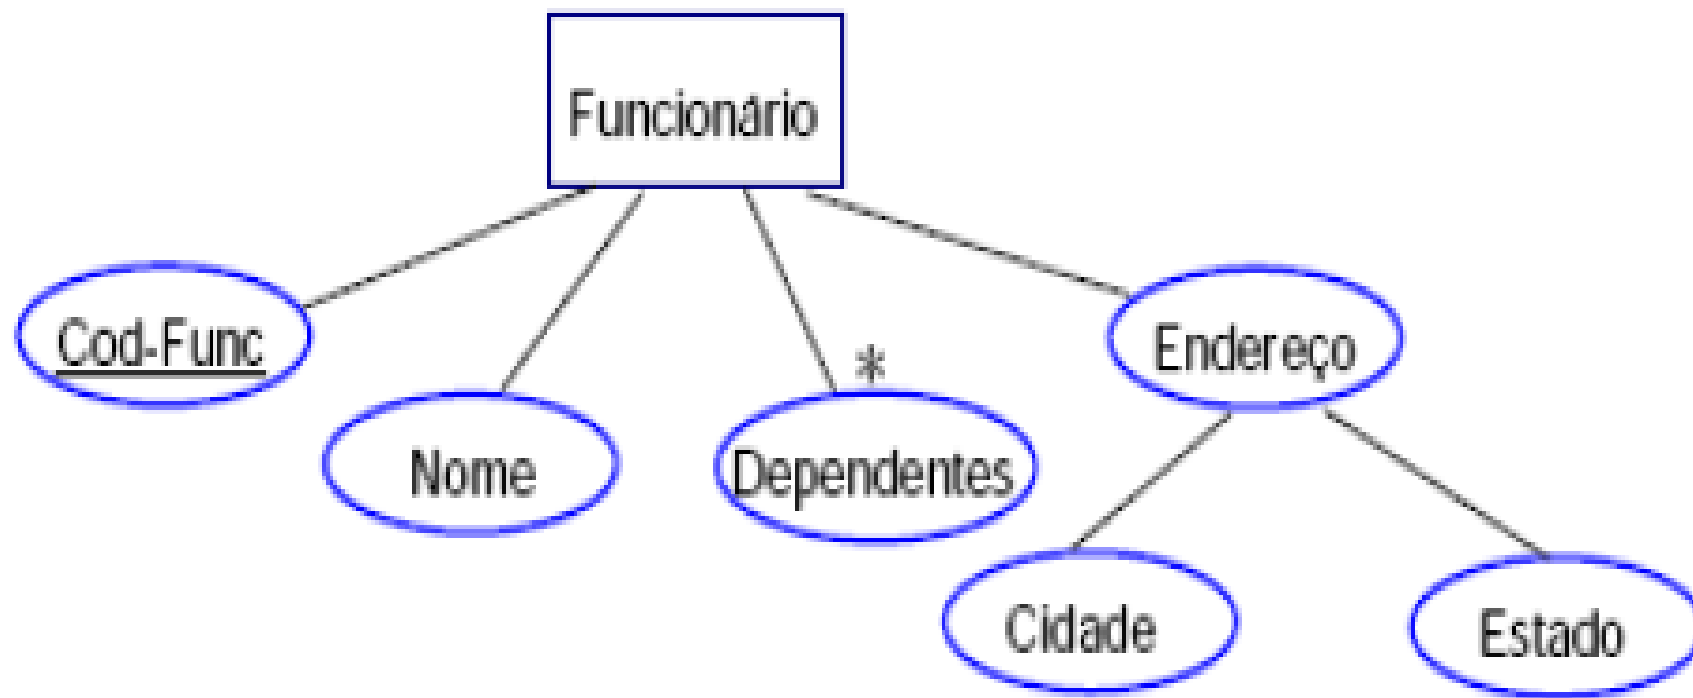 Funcionário
Cod-Func
Nome
*
Dependentes
Endereço
Cidade
Estado